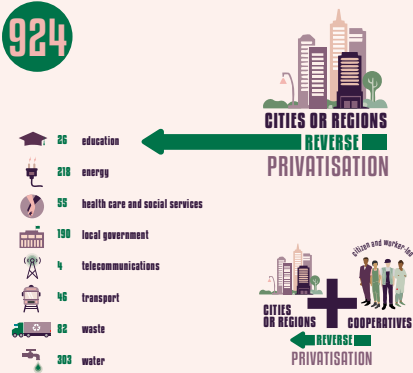 924
CITIES OR REGIONS
REVERSE
PRIVATISATION
26 education
218 energy
55 health care and social services
190 local government
4 telecommunications
46 transport
82 waste
303 water
Citizen and Worker-led
CITIES
OR REGIONS
COOPERATIVES
REVERSE
PRIVATISATION